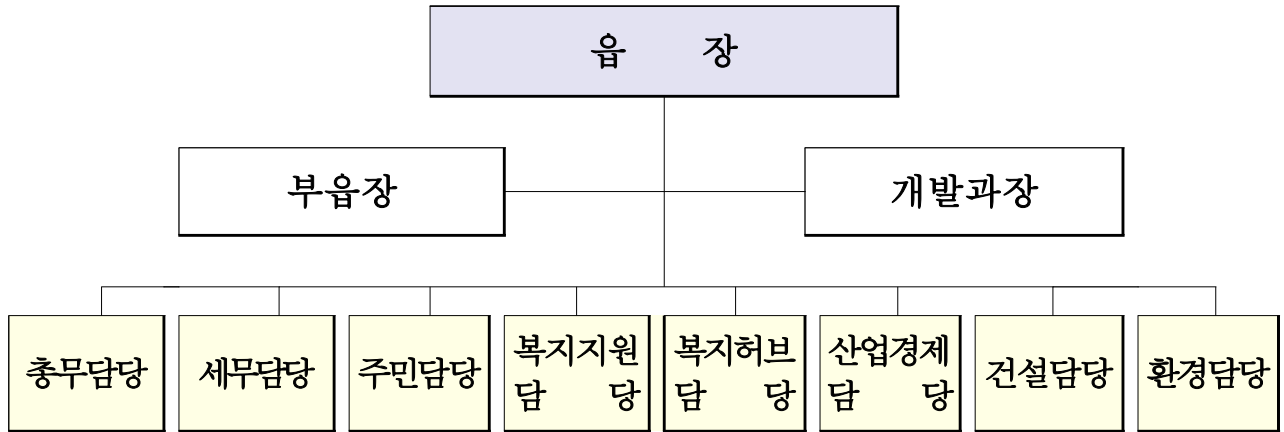 읍 장
부읍장
개발과장
총무담당
세무담당
주민담당
복지지원
담 당
복지허브
담 당
산업경제
담 당
건설담당
환경담당